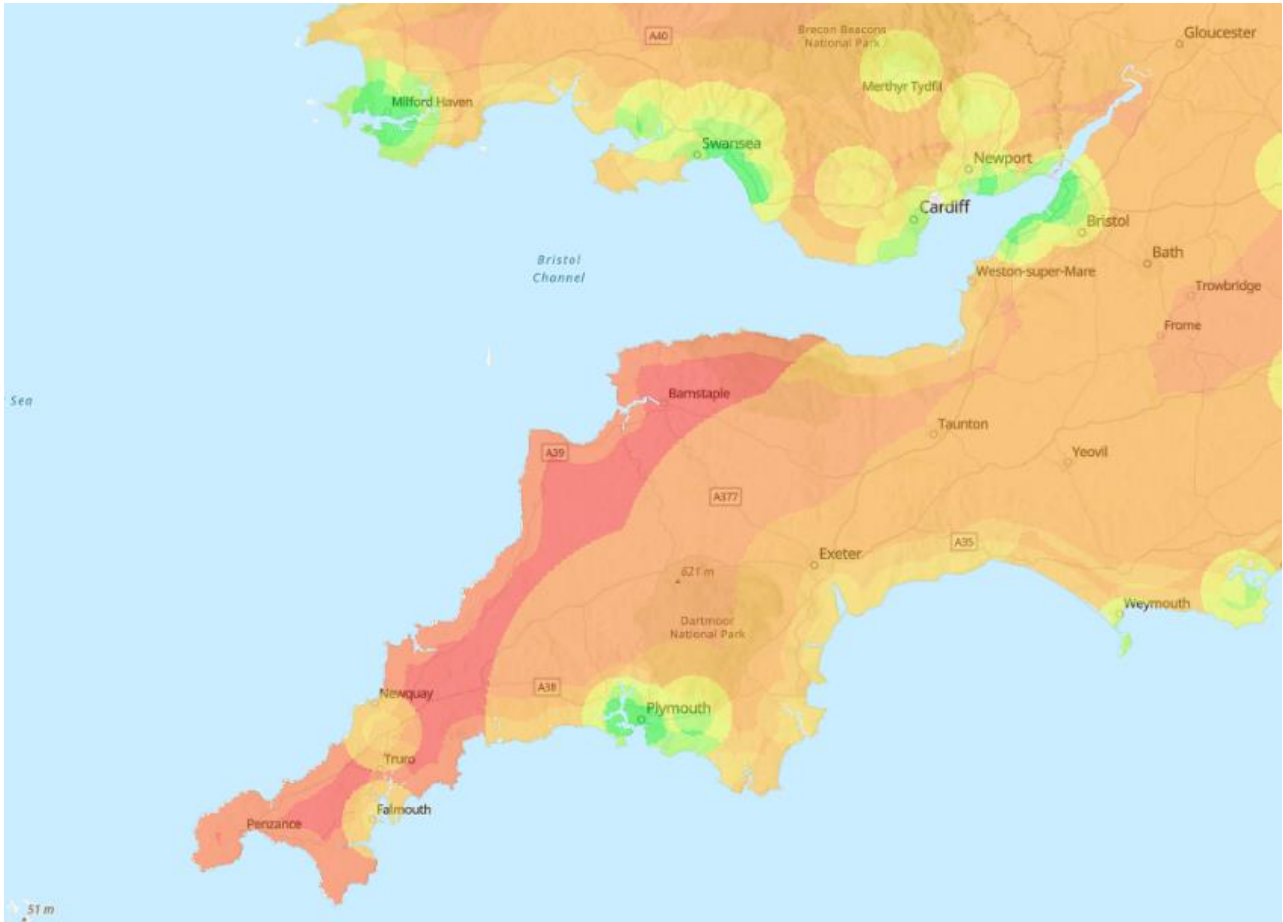 Brecon Beacons
National Park
Gloucester
A40
Merthyr Tydfil
Milford Haven
Swansea
Newport
Cardiff
Bristol
Bath
Bristol
Channel
Weston-super-Mare
Trowbridge
Frome
Sea
Barnstaple
Taunton
A39
Yeovil
A377
A35
Exeter
621 m
Weymouth
Dartmoor
National Park
A38
Newquay
Plymouth
Truro
Falmouth
Penzance
51 m